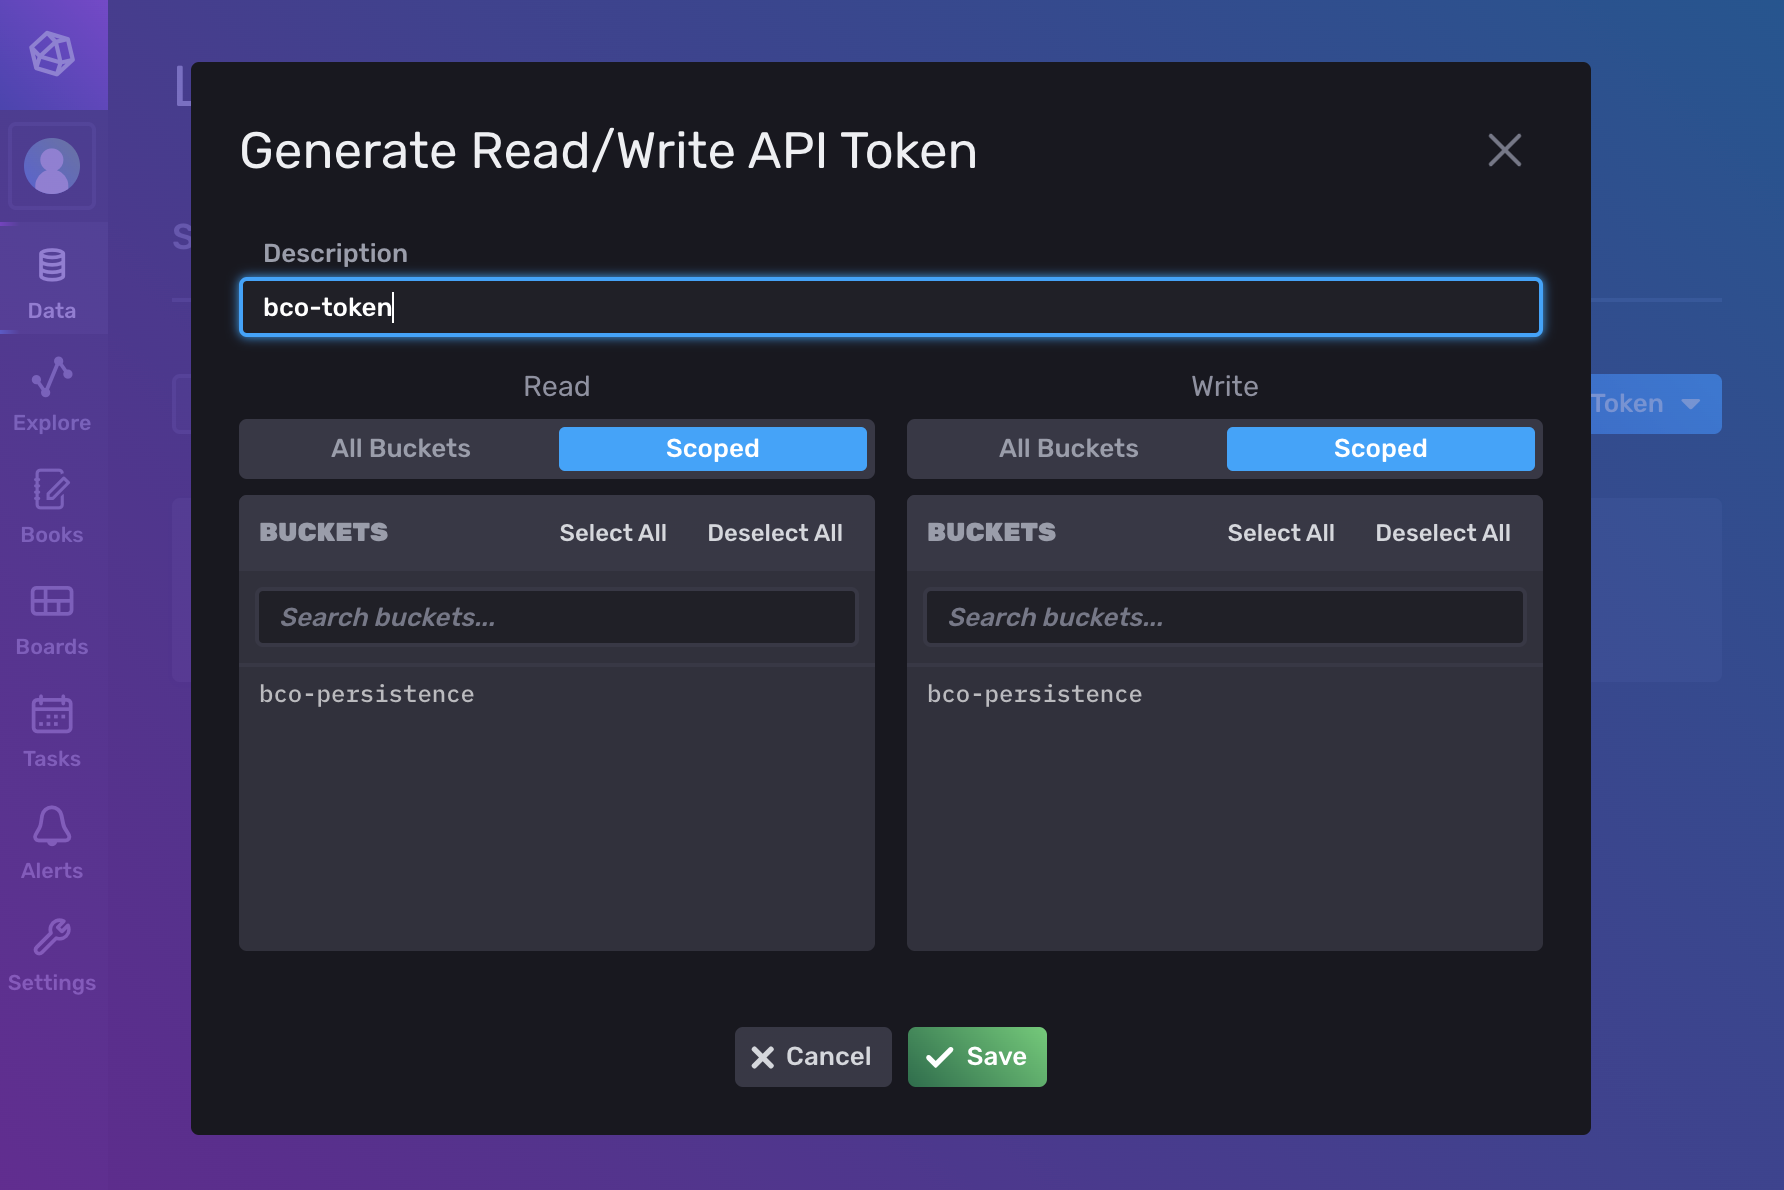 Data
Explore
Books
Boards
Tasks
Alerts
Settings
Generate Read/Write API Token
Description
bco-token
Read
Write
All Buckets
Scoped
All Buckets
Scoped
BUCKETS
Select All
Deselect All
BUCKETS
Select All
Deselect All
Search buckets...
Search buckets...
bco-persistence
bco-persistence
Cancel
Save
Token